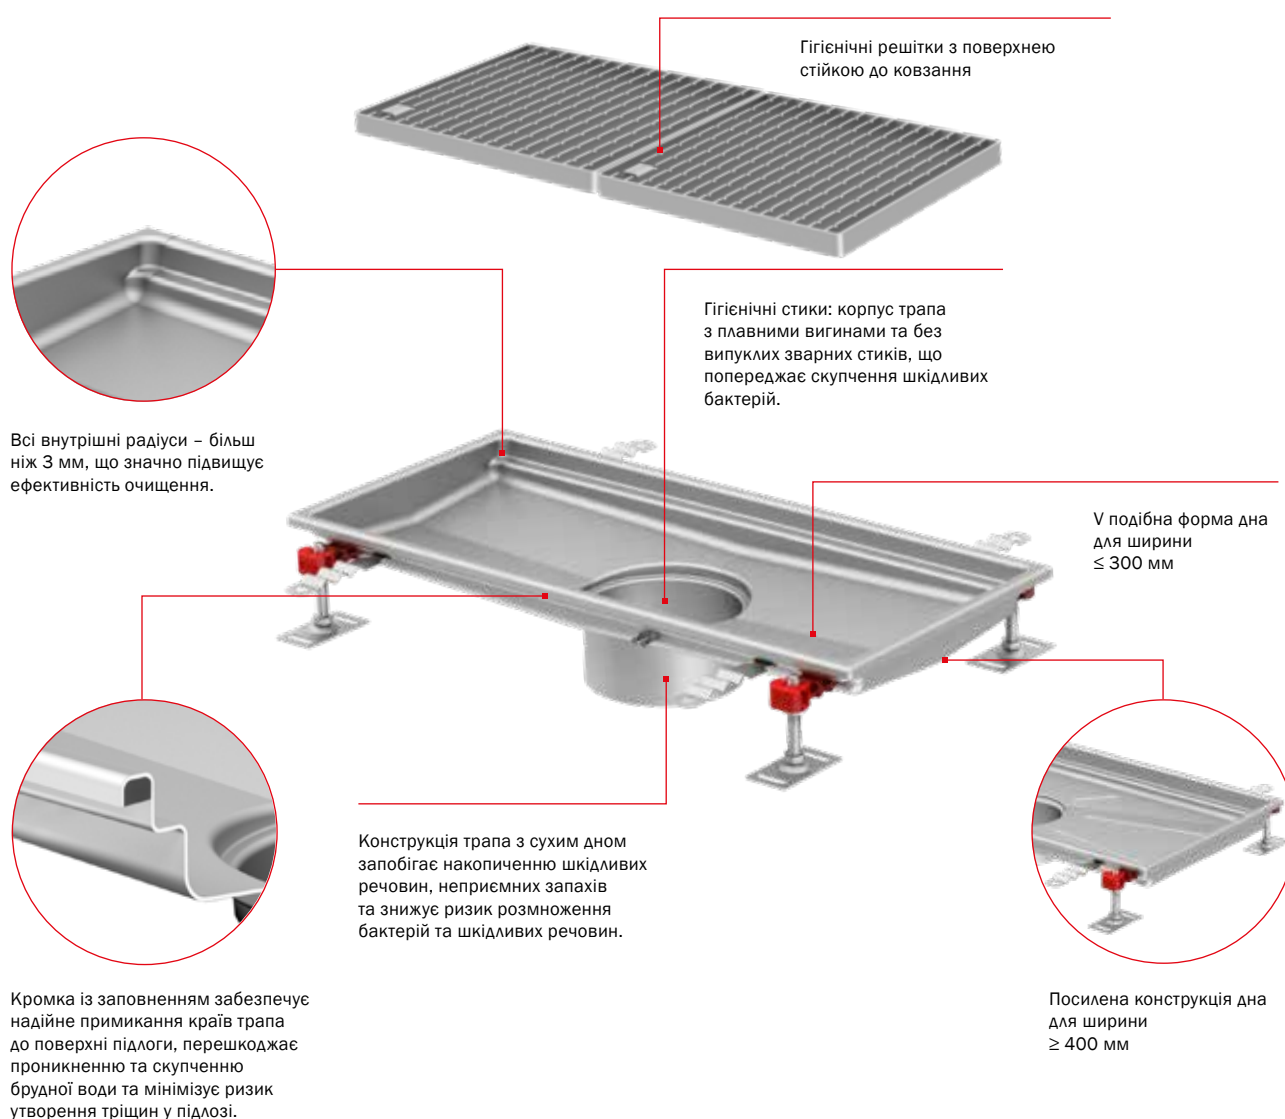 Гігієнічні решітки з поверхнею
стійкою до ковзання
Гігієнічні стики: корпус трапа
з плавними вигинами та без
випуклих зварних стиків, що
попереджає скупчення шкідливих
бактерій.
Всі внутрішні радіуси – більш
ніж 3 мм, що значно підвищує
ефективність очищення.
V подібна форма дна
для ширини
≤ 300 мм
Конструкція трапа з сухим дном
запобігає накопиченню шкідливих
речовин, неприємних запахів
та знижує ризик розмноження
бактерій та шкідливих речовин.
Кромка із заповненням забезпечує
надійне примикання країв трапа
до поверхні підлоги, перешкоджає
проникненню та скупченню
брудної води та мінімізує ризик
утворення тріщин у підлозі.
Посилена конструкція дна
для ширини
≥ 400 мм